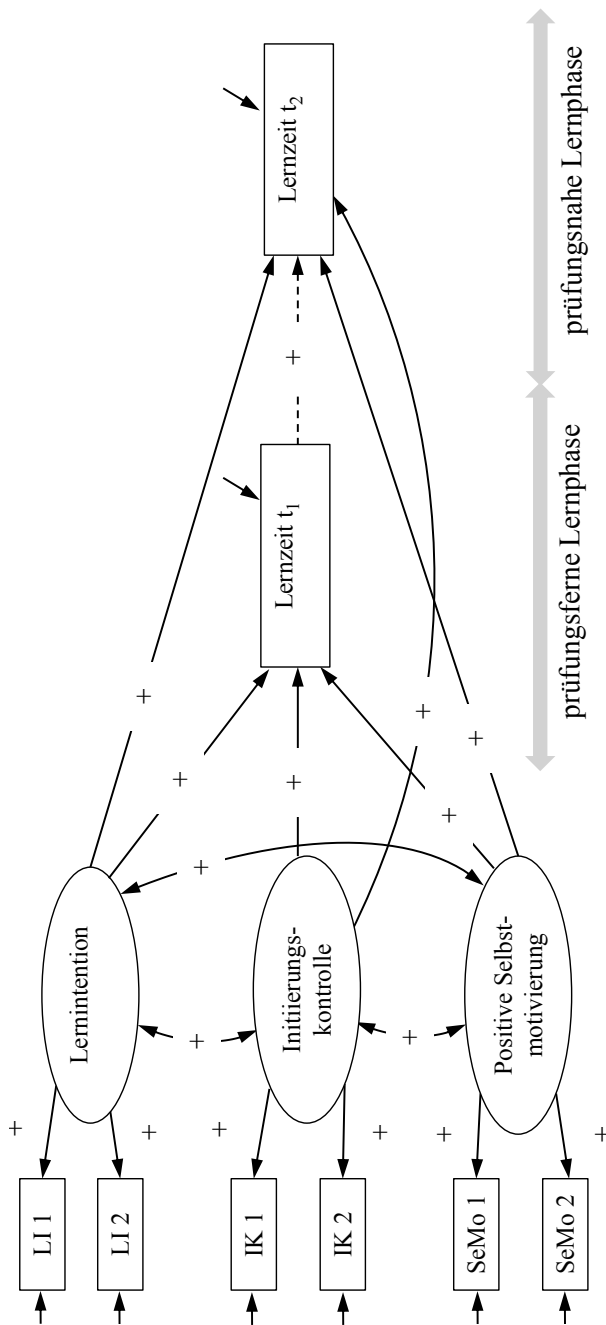 LI 1
LI 2
IK 1
IK 2
SeMo 1
SeMo 2
+
+
+
+
+
+
Lernintention
Initiierungs-
kontrolle
Positive Selbst-
motivierung
+
+
+
+
+
+
+
+
+
Lernzeit t₁
+
Lernzeit t₂
prüfungsferne Lernphase
prüfungsnahe Lernphase